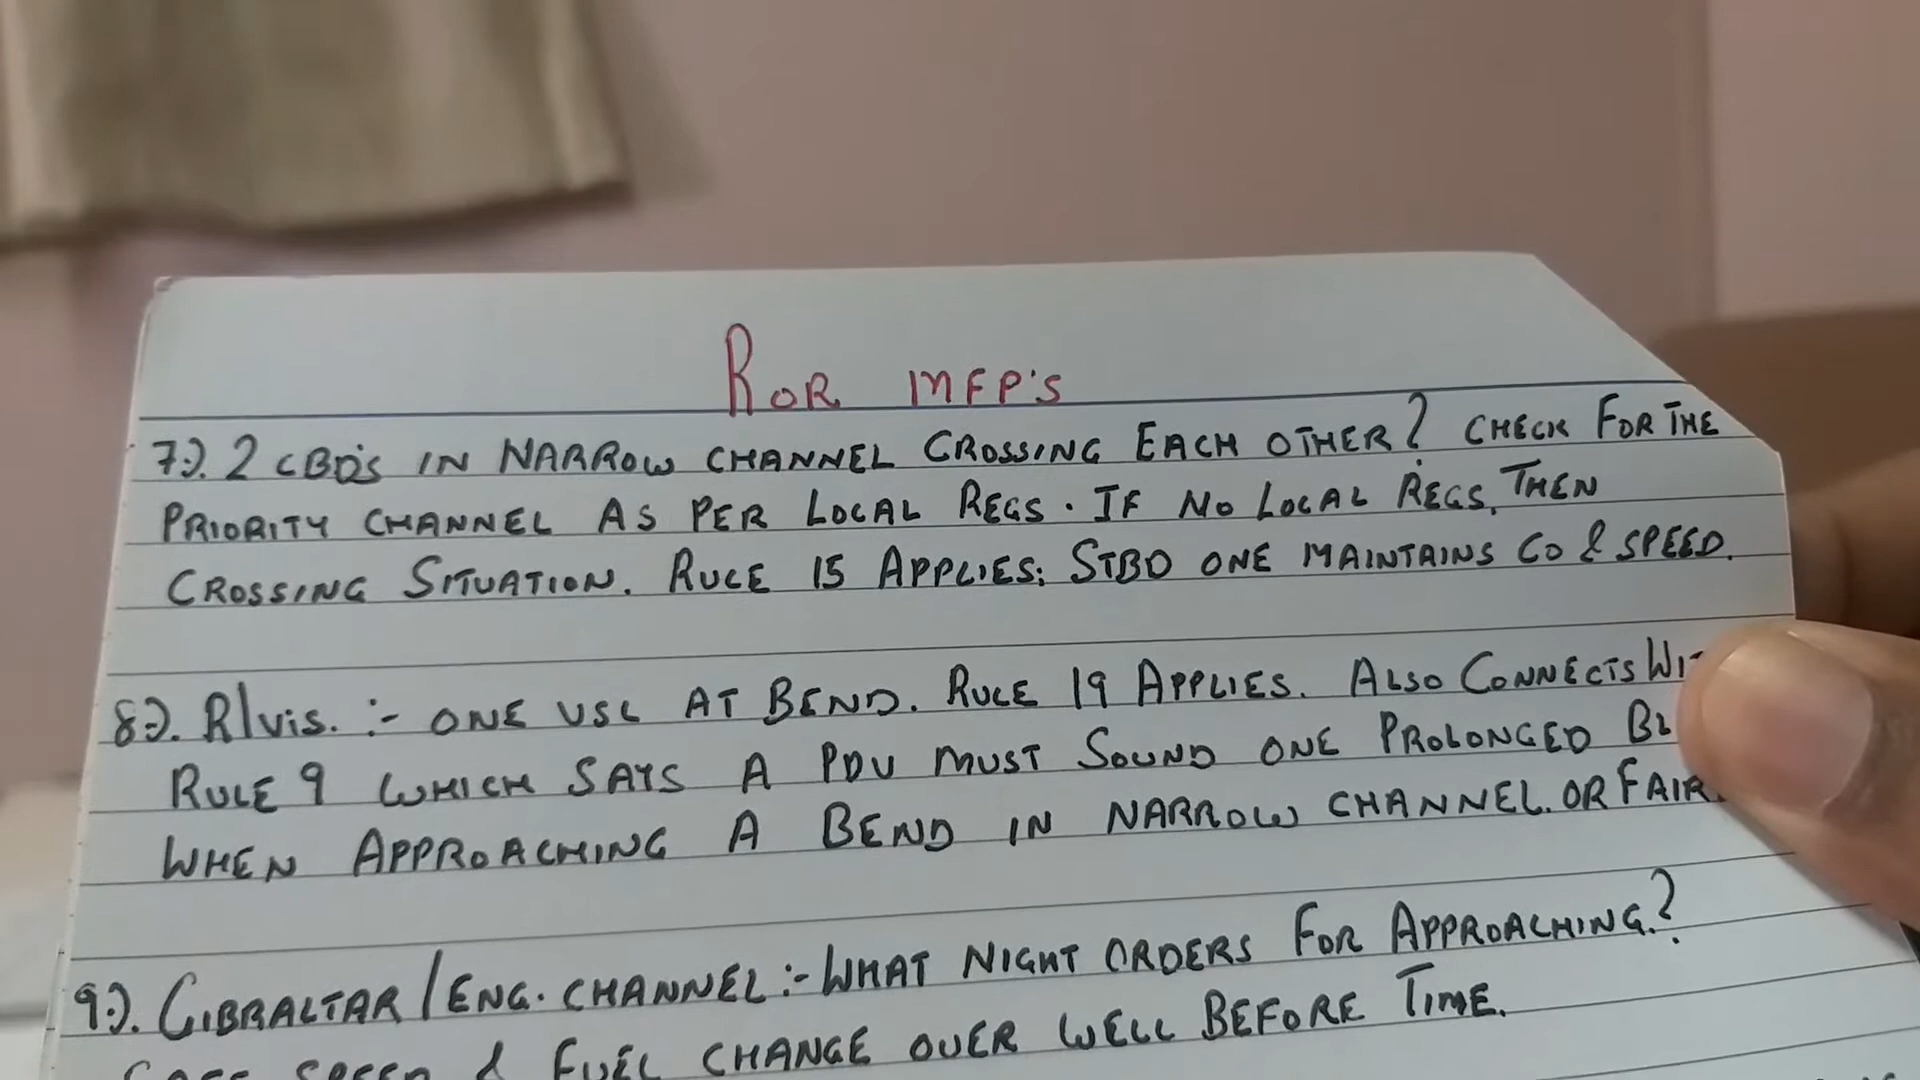 ROR MFP'S
7). 2 CBD'S IN NARROW CHANNEL CROSSING EACH OTHER? CHECK FOR THE
PRIORITY CHANNEL AS PER LOCAL REGS. IF NO LOCAL REGS, THEN
CROSSING SITUATION. RULE 15 APPLIES: STBD ONE MAINTAINS CO & SPEED.
8). R|VIS. :- ONE VSL AT BEND. RULE 19 APPLIES. ALSO CONNECTS
RULE 9 WHICH SAYS A PDV MUST SOUND ONE PROLONGED
WHEN APPROACHING A BEND IN NARROW CHANNEL. OR FAIR
9). GIBRALTAR/ENG. CHANNEL:- WHAT NIGHT ORDERS FOR APPROACHING?
SPEED & FUEL CHANGE OVER WELL BEFORE TIME.